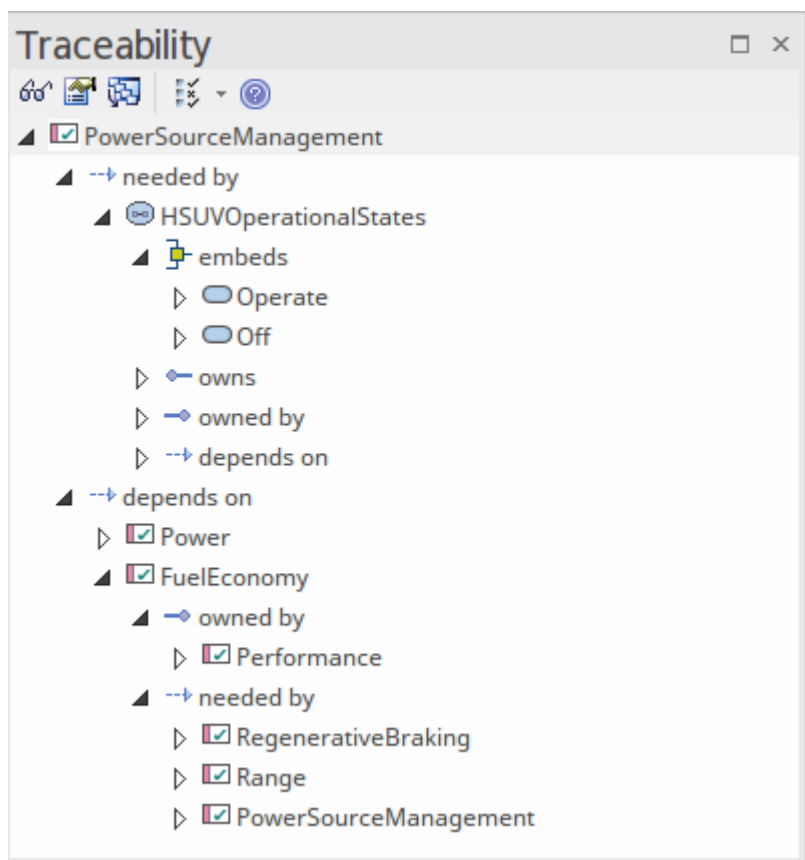 Traceability
PowerSourceManagement
needed by
HSUVOperationalStates
embeds
Operate
Off
owns
owned by
depends on
depends on
Power
FuelEconomy
owned by
Performance
needed by
RegenerativeBraking
Range
PowerSourceManagement